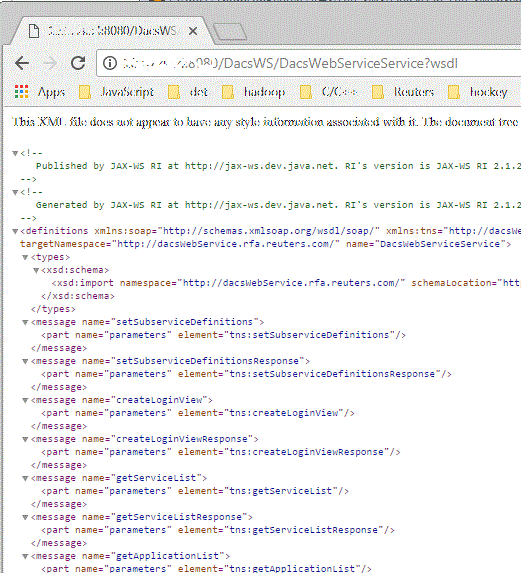 :8080/DacsWS
:8080/DacsWS/DacsWebServiceService?wsdl
Apps JavaScript det hadoop C/C++ Reuters hockey
This XML file does not appear to have any style information associated with it. The document tree
<!--
Published by JAX-WS RI at http://jax-ws.dev.java.net. RI's version is JAX-WS RI 2.1.2
-->
<!--
Generated by JAX-WS RI at http://jax-ws.dev.java.net. RI's version is JAX-WS RI 2.1.2
-->
<definitions xmlns:soap="http://schemas.xmlsoap.org/wsdl/soap/" xmlns:tns="http://dacsWe
targetNamespace="http://dacsWebService.rfa.reuters.com/" name="DacsWebServiceService">
<types>
<xsd:schema>
<xsd:import namespace="http://dacsWebService.rfa.reuters.com/" schemaLocation="http
</xsd:schema>
</types>
<message name="setSubserviceDefinitions">
<part name="parameters" element="tns:setSubserviceDefinitions"/>
</message>
<message name="setSubserviceDefinitionsResponse">
<part name="parameters" element="tns:setSubserviceDefinitionsResponse"/>
</message>
<message name="createLoginView">
<part name="parameters" element="tns:createLoginView"/>
</message>
<message name="createLoginViewResponse">
<part name="parameters" element="tns:createLoginViewResponse"/>
</message>
<message name="getServiceList">
<part name="parameters" element="tns:getServiceList"/>
</message>
<message name="getServiceListResponse">
<part name="parameters" element="tns:getServiceListResponse"/>
</message>
<message name="getApplicationList">
<part name="parameters" element="tns:getApplicationList"/>